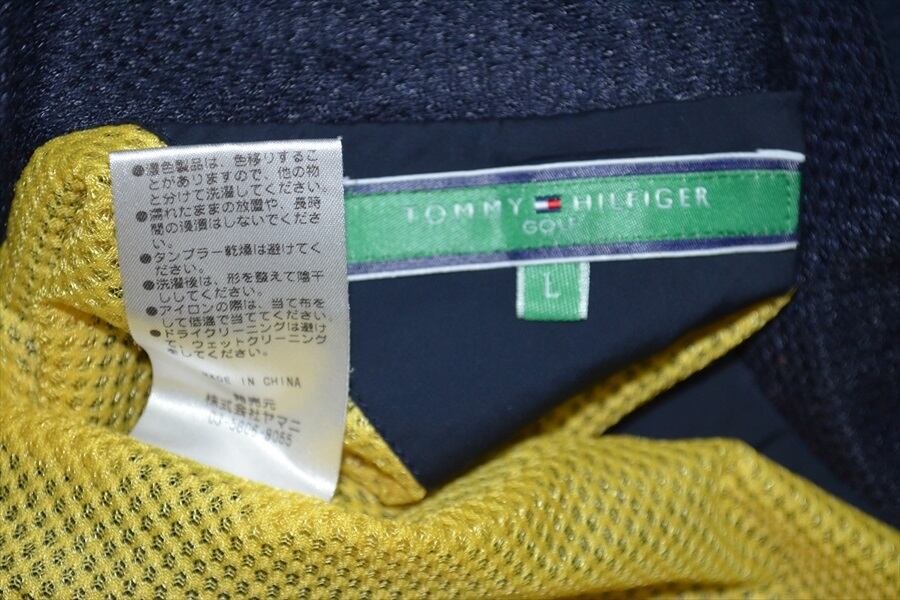 ●濃色製品は、色移りするこ
とがありますので、他の物
と分けて洗濯してください。
●濡れたままの放置や、長時
間の浸漬はしないでくださ
い。
●タンブラー乾燥は避けてく
ださい。
●洗濯後は、形を整えて陰干
ししてください。
●アイロンの際は、当て布を
して低温で当ててください。
●ドライクリーニングは避け
て、ウェットクリーニング
をしてください。
MADE IN CHINA
発売元
株式会社ヤマニ
03-5606-8055
TOMMY HILFIGER
GOLF
L